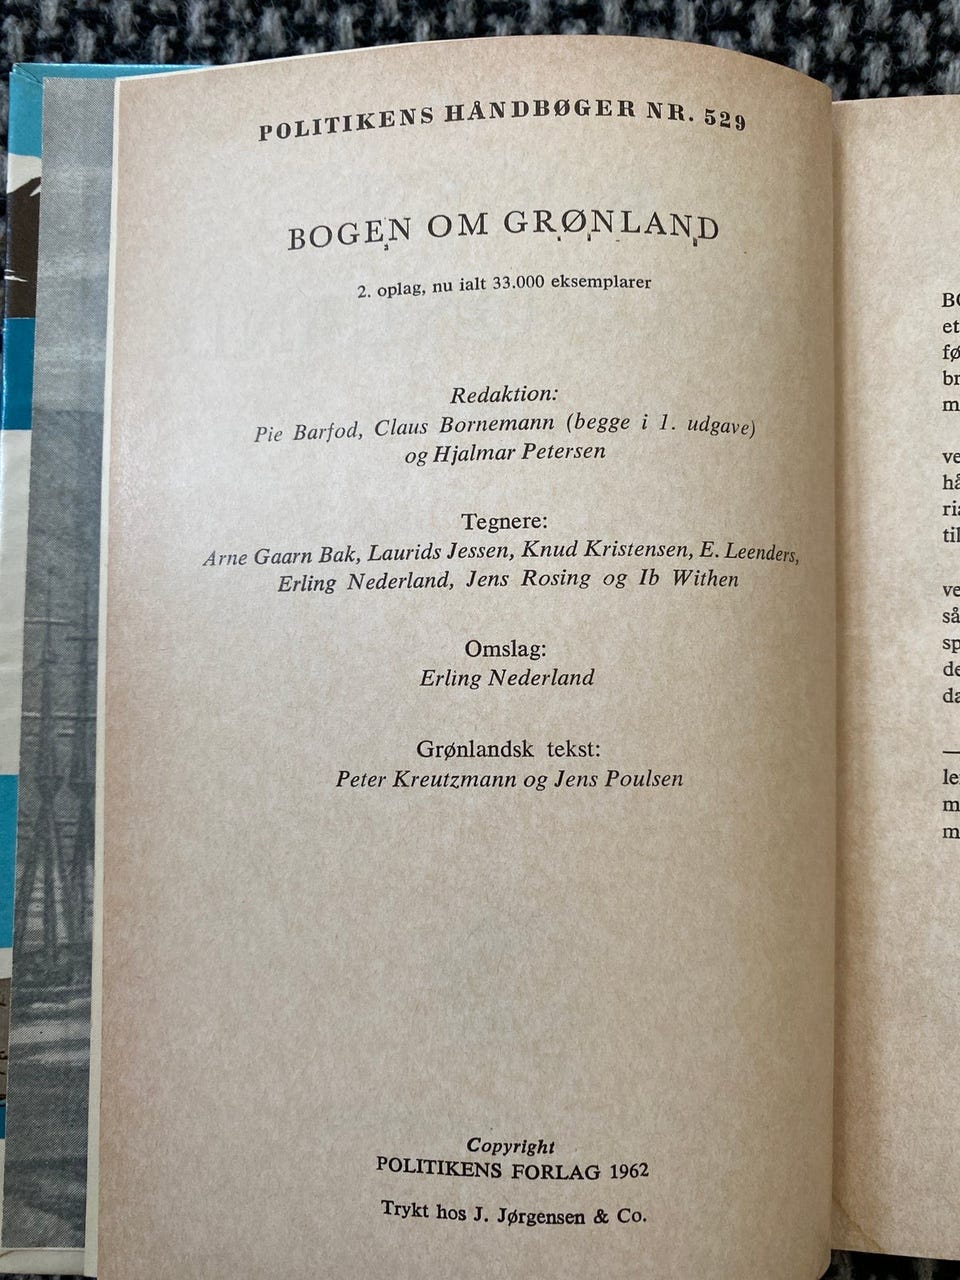 POLITIKENS HÅNDBØGER NR. 529
BOGEN OM GRØNLAND
2. oplag, nu ialt 33.000 eksemplarer
Redaktion:
Pie Barfod, Claus Bornemann (begge i 1. udgave)
og Hjalmar Petersen
Tegnere:
Arne Gaarn Bak, Laurids Jessen, Knud Kristensen, E. Leenders,
Erling Nederland, Jens Rosing og Ib Withen
Omslag:
Erling Nederland
Grønlandsk tekst:
Peter Kreutzmann og Jens Poulsen
Copyright
POLITIKENS FORLAG 1962
Trykt hos J. Jørgensen & Co.